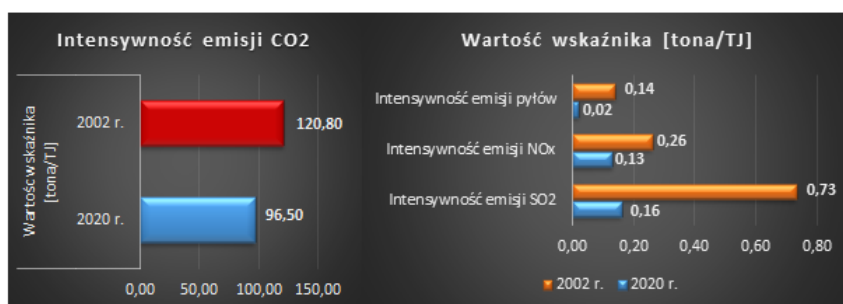 Intensywność emisji CO2
Wartość wskaźnika
[tona/TJ]
2002 r.
120,80
2020 r.
96,50
0,00 50,00 100,00 150,00
Wartość wskaźnika [tona/TJ]
Intensywność emisji pyłów
0,14
0,02
Intensywność emisji NOx
0,26
0,13
Intensywność emisji SO2
0,73
0,16
0,00 0,20 0,40 0,60 0,80
2002 r. 2020 r.